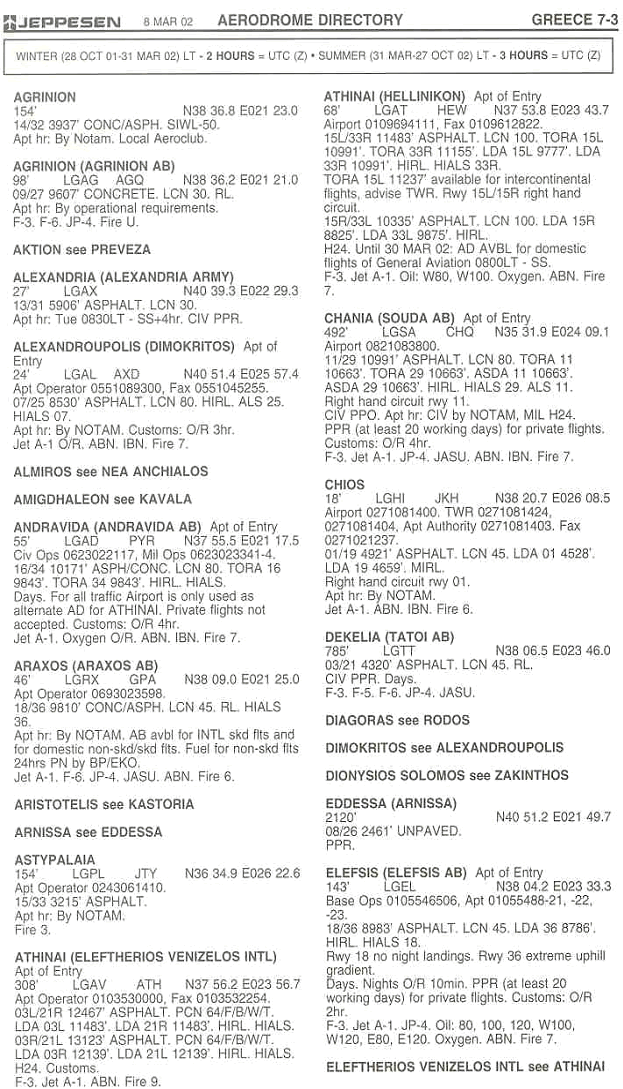 JEPPESEN 8 MAR 02 AERODROME DIRECTORY GREECE 7-3
WINTER (28 OCT 01-31 MAR 02) LT - 2 HOURS = UTC (Z) • SUMMER (31 MAR-27 OCT 02) LT - 3 HOURS = UTC (Z)
AGRINION
154' N38 36.8 E021 23.0
14/32 3937' CONC/ASPH. SIWL-50.
Apt hr: By Notam. Local Aeroclub.
AGRINION (AGRINION AB)
98' LGAG AGQ N38 36.2 E021 21.0
09/27 9607' CONCRETE. LCN 30. RL.
Apt hr: By operational requirements.
F-3. F-6. JP-4. Fire U.
AKTION see PREVEZA
ALEXANDRIA (ALEXANDRIA ARMY)
27' LGAX N40 39.3 E022 29.3
13/31 5906' ASPHALT. LCN 30.
Apt hr: Tue 0830LT - SS+4hr. CIV PPR.
ALEXANDROUPOLIS (DIMOKRITOS) Apt of
Entry
24' LGAL AXD N40 51.4 E025 57.4
Apt Operator 0551089300, Fax 0551045255.
07/25 8530' ASPHALT. LCN 80. HIRL. ALS 25.
HIALS 07.
Apt hr: By NOTAM. Customs: O/R 3hr.
Jet A-1 O/R. ABN. IBN. Fire 7.
ALMIROS see NEA ANCHIALOS
AMIGDHALEON see KAVALA
ANDRAVIDA (ANDRAVIDA AB) Apt of Entry
55' LGAD PYR N37 55.5 E021 17.5
Civ Ops 0623022117, Mil Ops 0623023341-4.
16/34 10171' ASPH/CONC. LCN 80. TORA 16
9843'. TORA 34 9843'. HIRL. HIALS.
Days. For all traffic Airport is only used as
alternate AD for ATHINAI. Private flights not
accepted. Customs: O/R 4hr.
Jet A-1. Oxygen O/R. ABN. IBN. Fire 7.
ARAXOS (ARAXOS AB)
46' LGRX GPA N38 09.0 E021 25.0
Apt Operator 0693023598.
18/36 9810' CONC/ASPH. LCN 45. RL. HIALS
36.
Apt hr: By NOTAM. AB avbl for INTL skd flts and
for domestic non-skd/skd flts. Fuel for non-skd flts
24hrs PN by BP/EKO.
Jet A-1. F-6. JP-4. JASU. ABN. Fire 6.
ARISTOTELIS see KASTORIA
ARNISSA see EDDESSA
ASTYPALAIA
154' LGPL JTY N36 34.9 E026 22.6
Apt Operator 0243061410.
15/33 3215' ASPHALT.
Apt hr: By NOTAM.
Fire 3.
ATHINAI (ELEFTHERIOS VENIZELOS INTL)
Apt of Entry
308' LGAV ATH N37 56.2 E023 56.7
Apt Operator 0103530000, Fax 0103532254.
03L/21R 12467' ASPHALT. PCN 64/F/B/W/T.
LDA 03L 11483'. LDA 21R 11483'. HIRL. HIALS.
03R/21L 13123' ASPHALT. PCN 64/F/B/W/T.
LDA 03R 12139'. LDA 21L 12139'. HIRL. HIALS.
H24. Customs.
F-3. Jet A-1. ABN. Fire 9.
ATHINAI (HELLINIKON) Apt of Entry
68' LGAT HEW N37 53.8 E023 43.7
Airport 0109694111, Fax 0109612822.
15L/33R 11483' ASPHALT. LCN 100. TORA 15L
10991'. TORA 33R 11155'. LDA 15L 9777'. LDA
33R 10991'. HIRL. HIALS 33R.
TORA 15L 11237' available for intercontinental
flights, advise TWR. Rwy 15L/15R right hand
circuit.
15R/33L 10335' ASPHALT. LCN 100. LDA 15R
8825'. LDA 33L 9875'. HIRL.
H24. Until 30 MAR 02: AD AVBL for domestic
flights of General Aviation 0800LT - SS.
F-3. Jet A-1. Oil: W80, W100. Oxygen. ABN. Fire
7.
CHANIA (SOUDA AB) Apt of Entry
492' LGSA CHQ N35 31.9 E024 09.1
Airport 0821083800.
11/29 10991' ASPHALT. LCN 80. TORA 11
10663'. TORA 29 10663'. ASDA 11 10663'.
ASDA 29 10663'. HIRL. HIALS 29. ALS 11.
Right hand circuit rwy 11.
CIV PPO. Apt hr: CIV by NOTAM, MIL H24.
PPR (at least 20 working days) for private flights.
Customs: O/R 4hr.
F-3. Jet A-1. JP-4. JASU. ABN. IBN. Fire 7.
CHIOS
18' LGHI JKH N38 20.7 E026 08.5
Airport 0271081400. TWR 0271081424,
0271081404, Apt Authority 0271081403. Fax
0271021237.
01/19 4921' ASPHALT. LCN 45. LDA 01 4528'.
LDA 19 4659'. MIRL.
Right hand circuit rwy 01.
Apt hr: By NOTAM.
Jet A-1. ABN. IBN. Fire 6.
DEKELIA (TATOI AB)
785' LGTT N38 06.5 E023 46.0
03/21 4320' ASPHALT. LCN 45. RL.
CIV PPR. Days.
F-3. F-5. F-6. JP-4. JASU.
DIAGORAS see RODOS
DIMOKRITOS see ALEXANDROUPOLIS
DIONYSIOS SOLOMOS see ZAKINTHOS
EDDESSA (ARNISSA)
2120' N40 51.2 E021 49.7
08/26 2461' UNPAVED.
PPR.
ELEFSIS (ELEFSIS AB) Apt of Entry
143' LGEL N38 04.2 E023 33.3
Base Ops 0105546506, Apt 01055488-21, -22,
-23.
18/36 8983' ASPHALT. LCN 45. LDA 36 8786'.
HIRL. HIALS 18.
Rwy 18 no night landings. Rwy 36 extreme uphill
gradient.
Days. Nights O/R 10min. PPR (at least 20
working days) for private flights. Customs: O/R
2hr.
F-3. Jet A-1. JP-4. Oil: 80, 100, 120, W100,
W120, E80, E120. Oxygen. ABN. Fire 7.
ELEFTHERIOS VENIZELOS INTL see ATHINAI